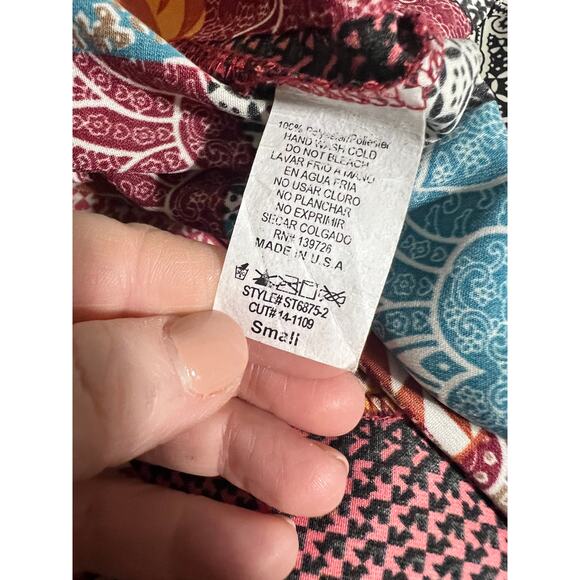 100% Polyester/Poliester
HAND WASH COLD
DO NOT BLEACH
LAVAR FRIO A MANO
EN AGUA FRIA
NO USAR CLORO
NO PLANCHAR
NO EXPRIMIR
SECAR COLGADO
RN# 139726
MADE IN U.S.A
STYLE# ST6875-2
CUT# 14-1109
Small